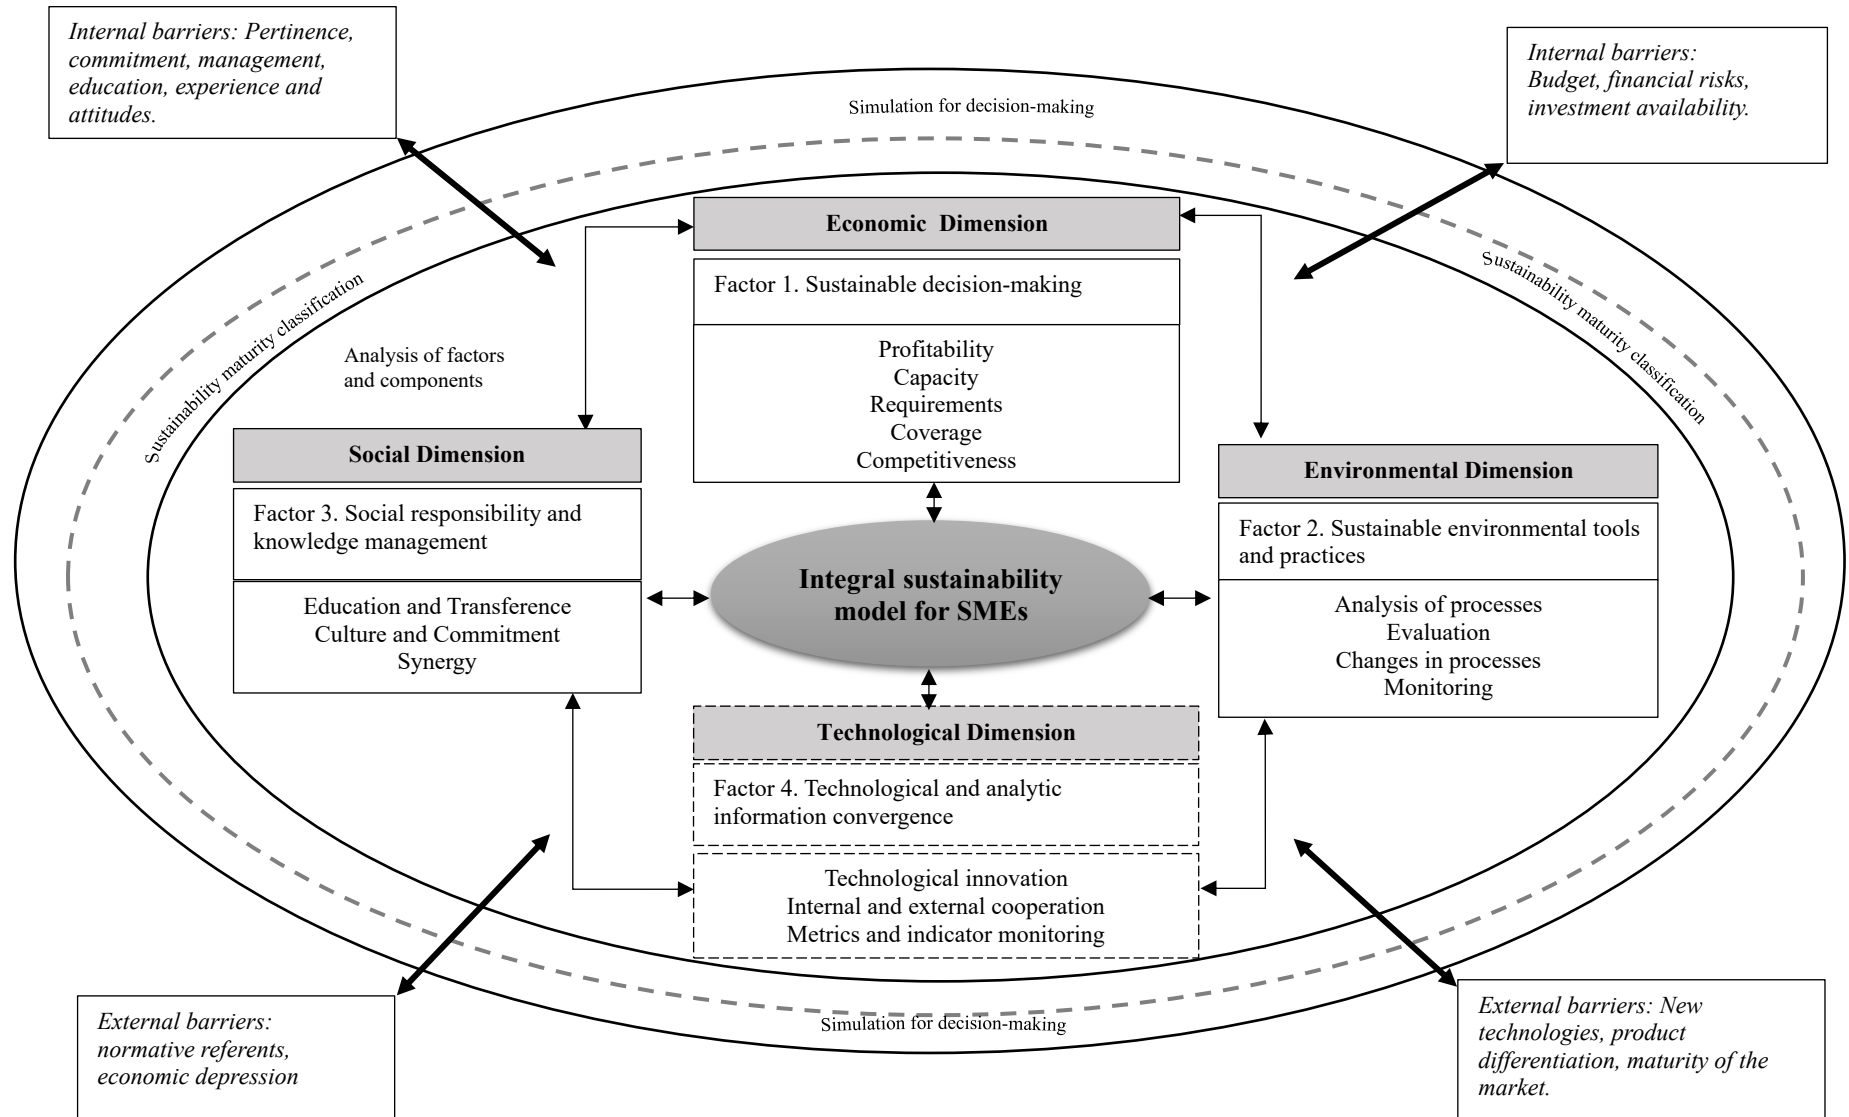 Internal barriers: Pertinence,
commitment, management,
education, experience and
attitudes.
Internal barriers:
Budget, financial risks,
investment availability.
Simulation for decision-making
Sustainability maturity classification
Sustainability maturity classification
Economic Dimension
Factor 1. Sustainable decision-making
Profitability
Capacity
Requirements
Coverage
Competitiveness
Analysis of factors
and components
Social Dimension
Factor 3. Social responsibility and
knowledge management
Education and Transference
Culture and Commitment
Synergy
Integral sustainability
model for SMEs
Environmental Dimension
Factor 2. Sustainable environmental tools
and practices
Analysis of processes
Evaluation
Changes in processes
Monitoring
Technological Dimension
Factor 4. Technological and analytic
information convergence
Technological innovation
Internal and external cooperation
Metrics and indicator monitoring
Simulation for decision-making
External barriers:
normative referents,
economic depression
External barriers: New
technologies, product
differentiation, maturity of the
market.